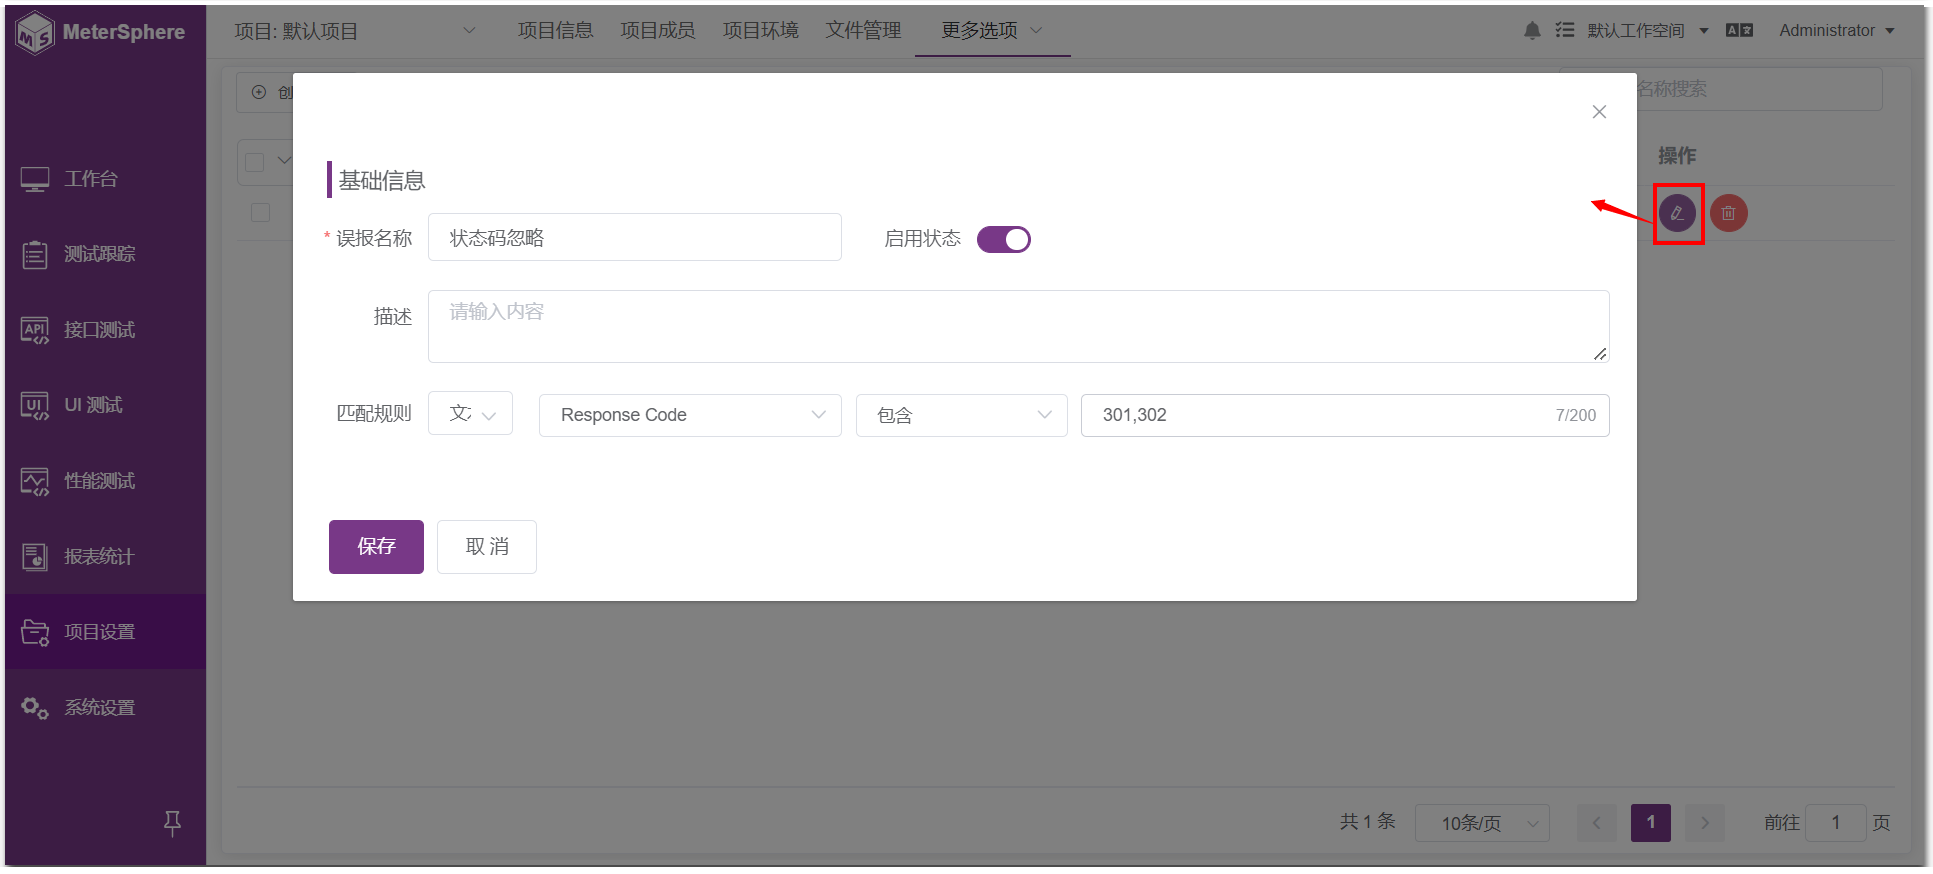 MeterSphere
项目: 默认项目
项目信息
项目成员
项目环境
文件管理
更多选项
默认工作空间
Administrator
创
名称搜索
操作
工作台
测试跟踪
接口测试
UI 测试
性能测试
报表统计
项目设置
系统设置
基础信息
* 误报名称
状态码忽略
启用状态
描述
请输入内容
匹配规则
文
Response Code
包含
301,302
7/200
保存
取 消
共 1 条
10条/页
1
前往
1
页